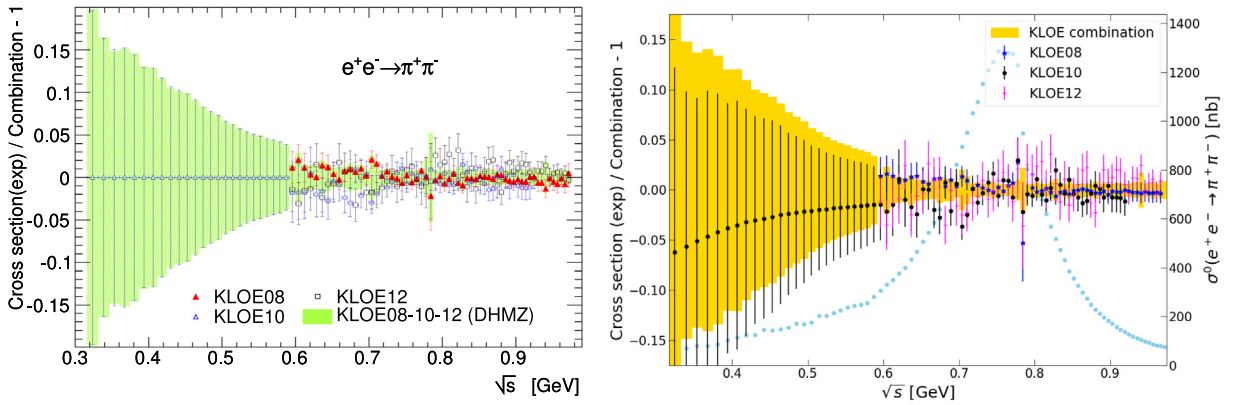 Cross section(exp) / Combination - 1
0.15
0.1
0.05
0
-0.05
-0.1
-0.15
e⁺e⁻→π⁺π⁻
KLOE08
KLOE10
KLOE12
KLOE08-10-12 (DHMZ)
0.3 0.4 0.5 0.6 0.7 0.8 0.9
√s [GeV]
Cross section (exp) / Combination - 1
0.15
0.10
0.05
0.00
−0.05
−0.10
−0.15
KLOE combination
KLOE08
KLOE10
KLOE12
0.4 0.5 0.6 0.7 0.8 0.9
√s [GeV]
1400
1200
1000
800
600
400
200
0
σ⁰(e⁺e⁻ → π⁺π⁻) [nb]